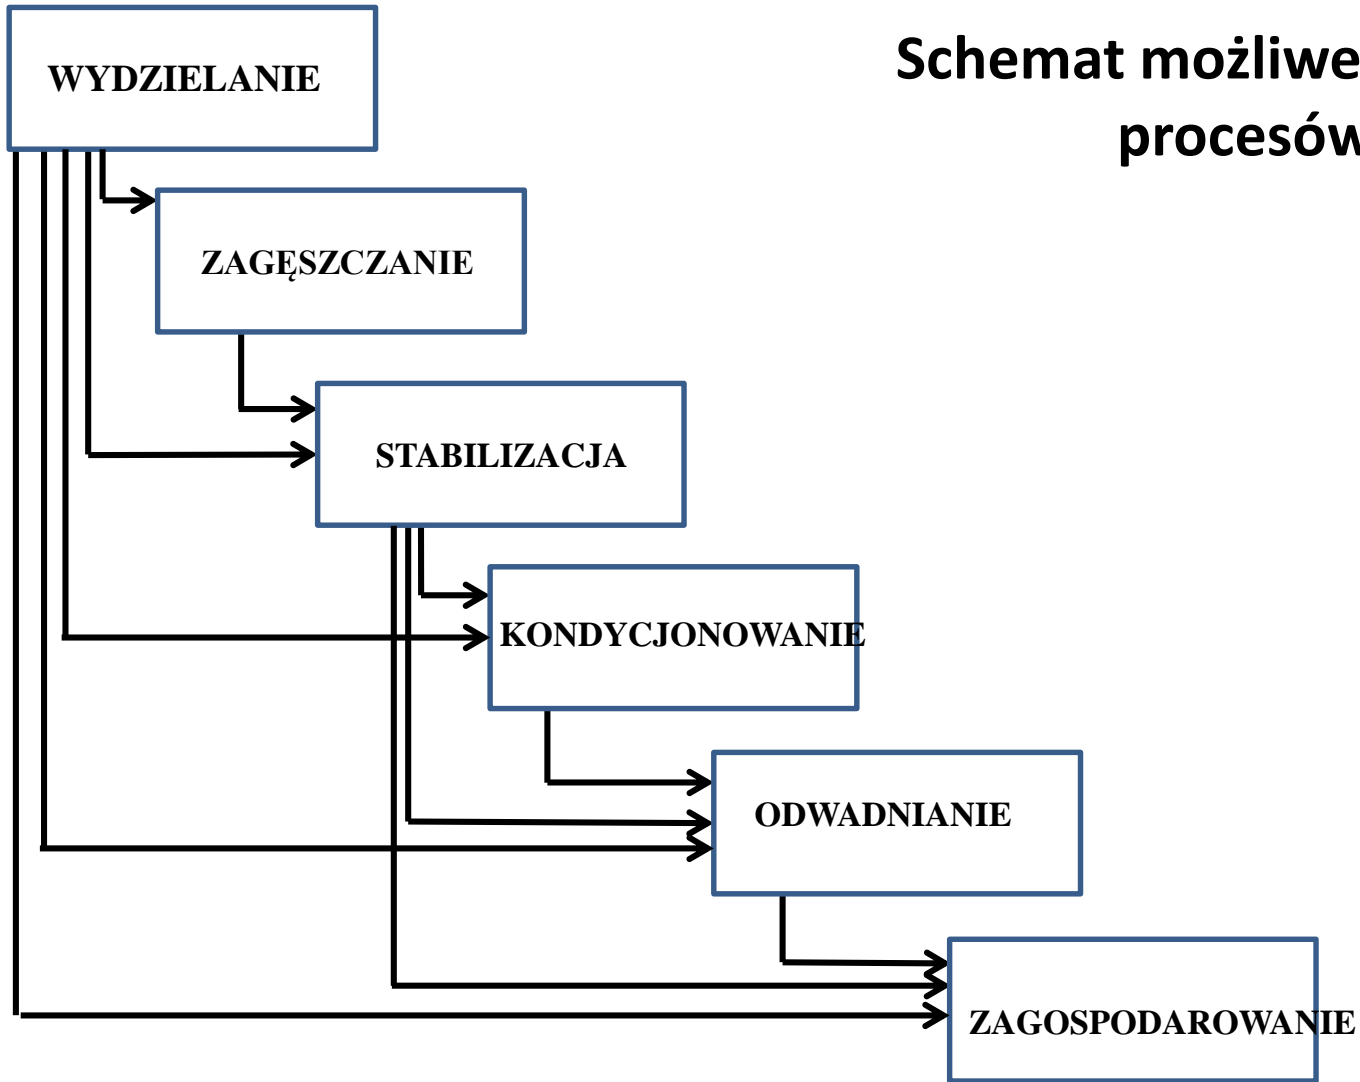 Schemat możliwe
procesów
WYDZIELANIE
ZAGĘSZCZANIE
STABILIZACJA
KONDYCJONOWANIE
ODWADNIANIE
ZAGOSPODAROWANIE